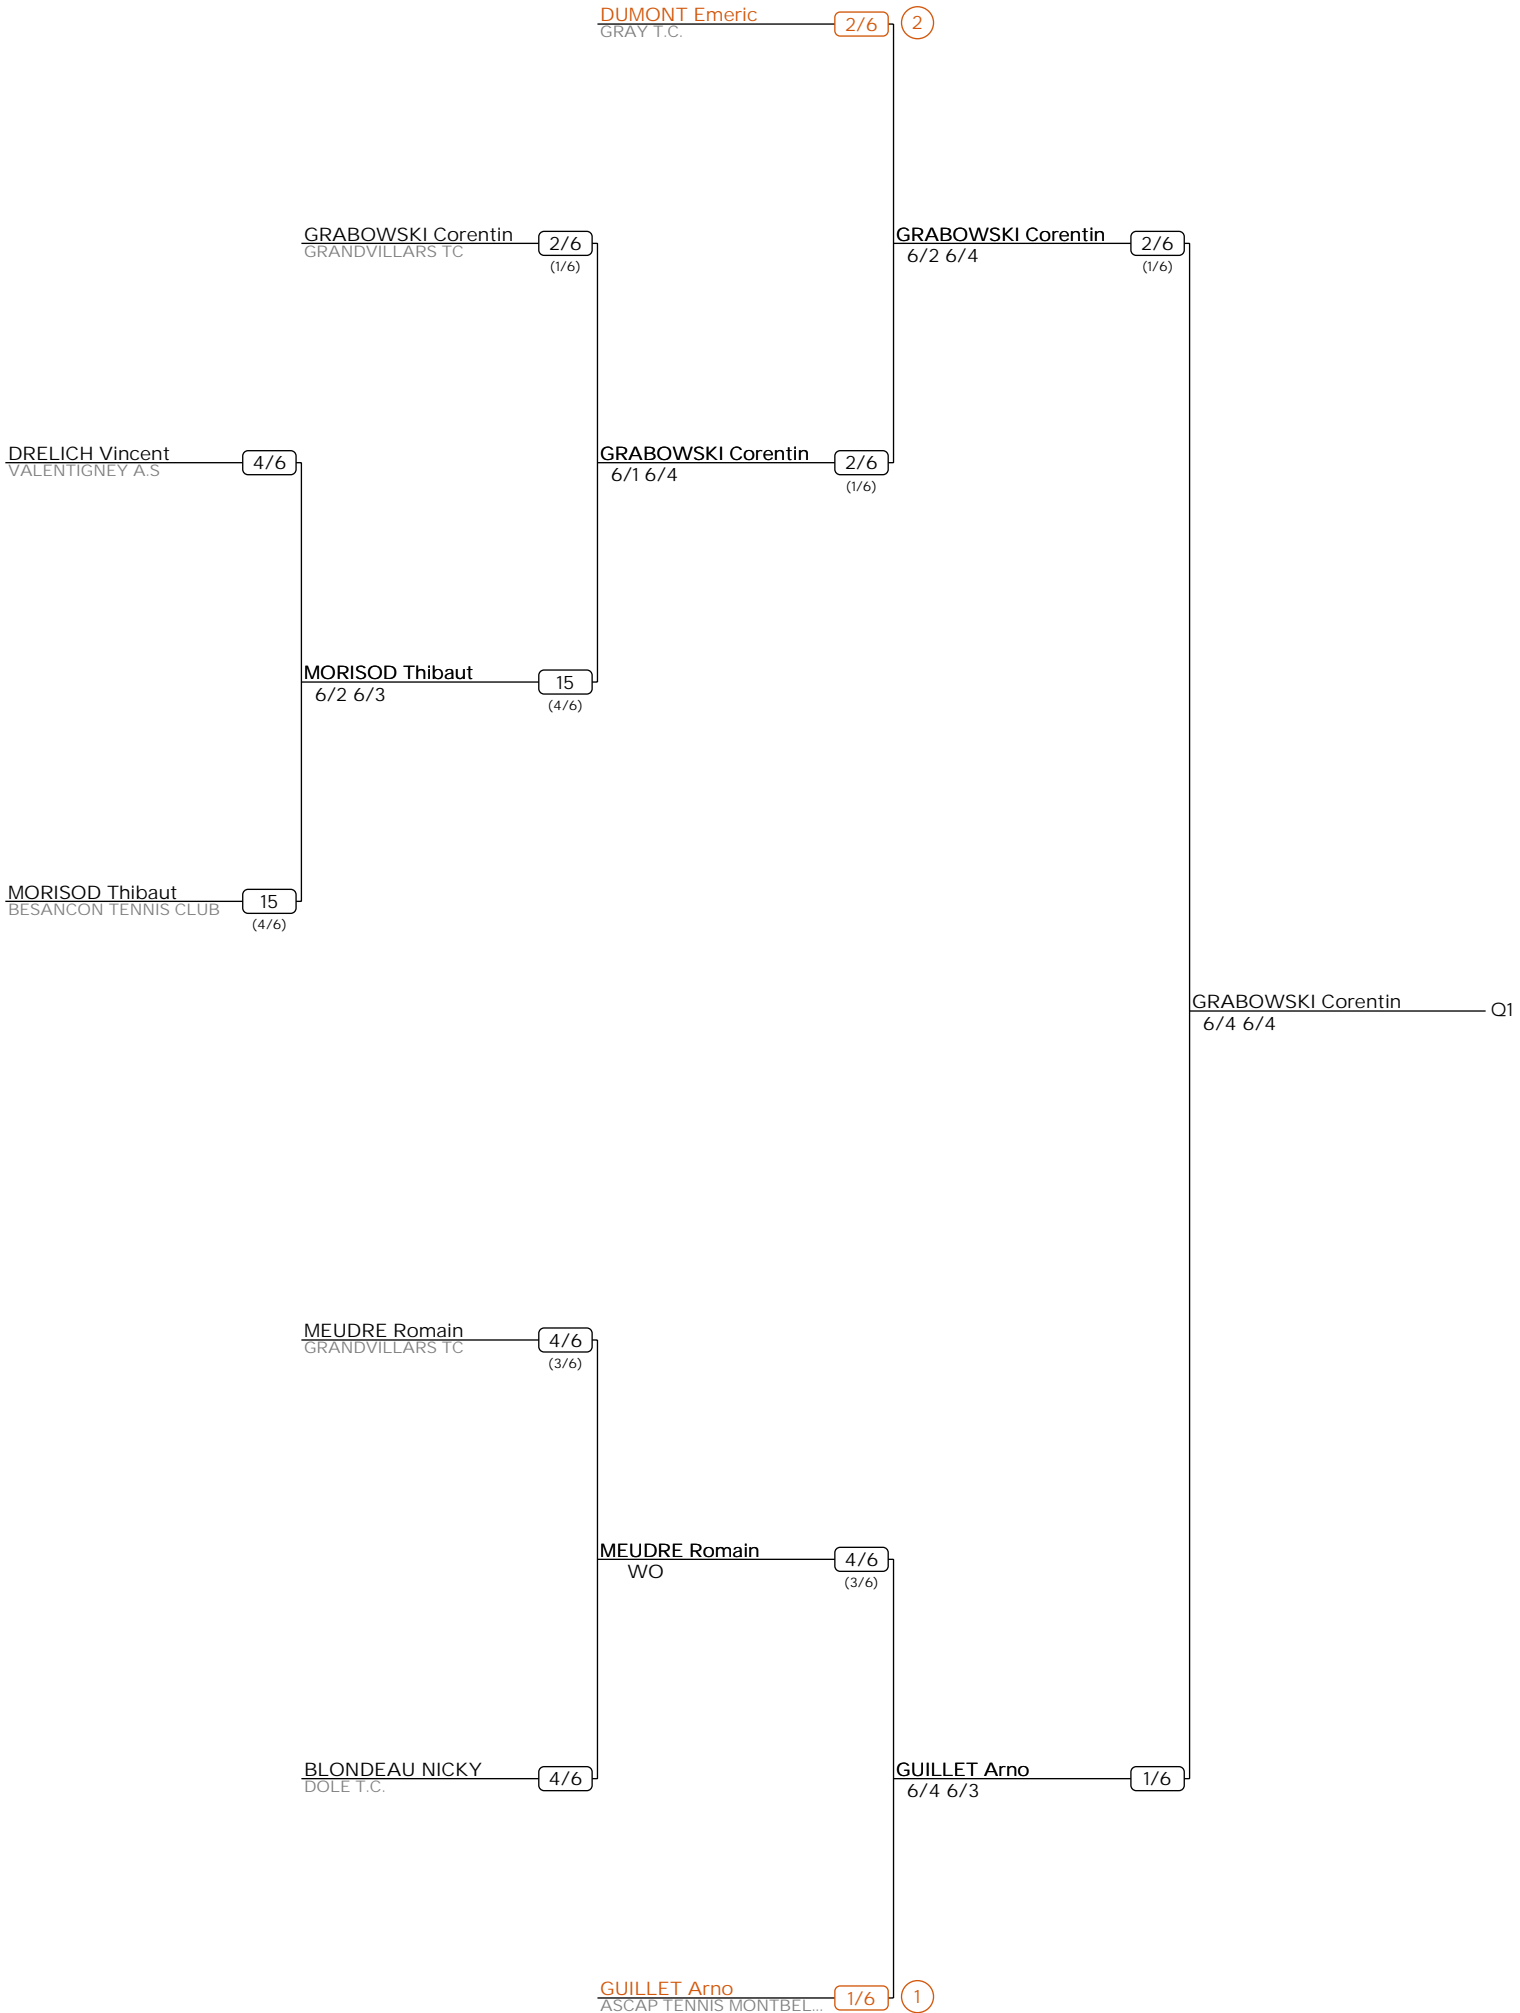 DUMONT Emeric
2/6
2
GRAY T.C.
GRABOWSKI Corentin
2/6
GRANDVILLARS TC
(1/6)
GRABOWSKI Corentin
2/6
6/2 6/4
(1/6)
DRELICH Vincent
4/6
VALENTIGNEY A.S
GRABOWSKI Corentin
2/6
6/1 6/4
(1/6)
MORISOD Thibaut
15
6/2 6/3
(4/6)
MORISOD Thibaut
15
BESANCON TENNIS CLUB
(4/6)
GRABOWSKI Corentin
Q1
6/4 6/4
MEUDRE Romain
4/6
GRANDVILLARS TC
(3/6)
MEUDRE Romain
4/6
WO
(3/6)
BLONDEAU NICKY
4/6
DOLE T.C.
GUILLET Arno
1/6
6/4 6/3
GUILLET Arno
1/6
1
ASCAP TENNIS MONTBEL...